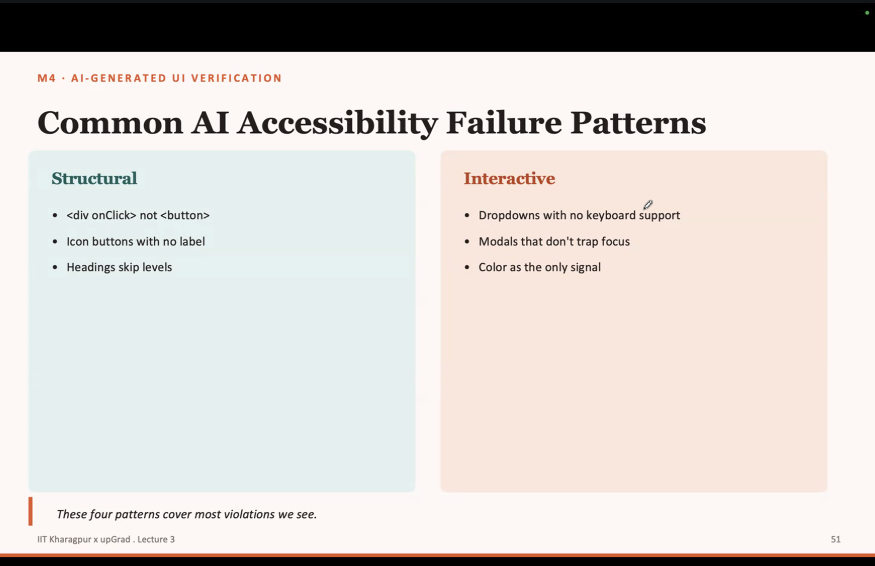 M4 · AI-GENERATED UI VERIFICATION
Common AI Accessibility Failure Patterns
Structural
• <div onClick> not <button>
• Icon buttons with no label
• Headings skip levels
Interactive
• Dropdowns with no keyboard support
• Modals that don't trap focus
• Color as the only signal
These four patterns cover most violations we see.
IIT Kharagpur x upGrad . Lecture 3
51